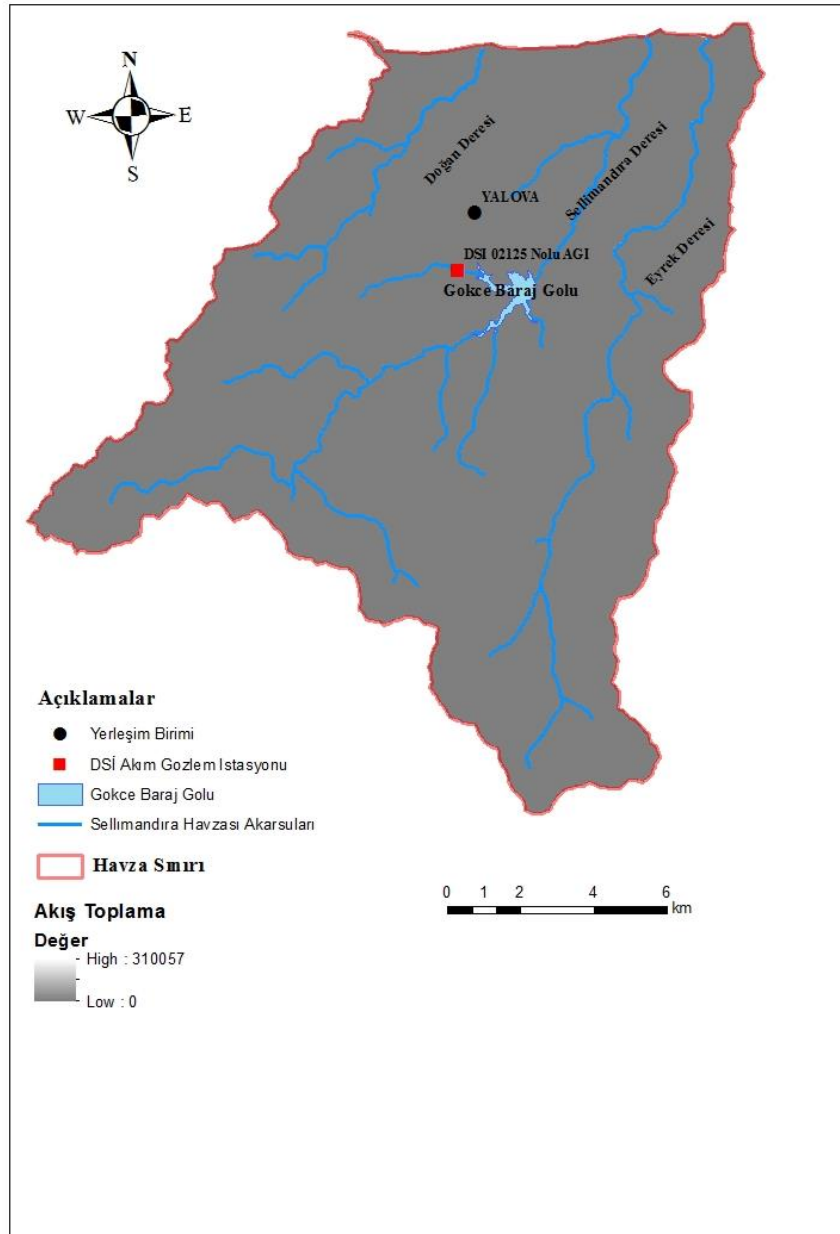 N
W E
S
Doğan Deresi
Sellimandıra Deresi
Eyrek Deresi
YALOVA
DSI 02125 Nolu AGI
Gokce Baraj Golu
Açıklamalar
Yerleşim Birimi
DSİ Akım Gozlem Istasyonu
Gokce Baraj Golu
Sellımandıra Havzası Akarsuları
Havza Sınırı
Akış Toplama
Değer
High : 310057
Low : 0
0 1 2 4 6
km